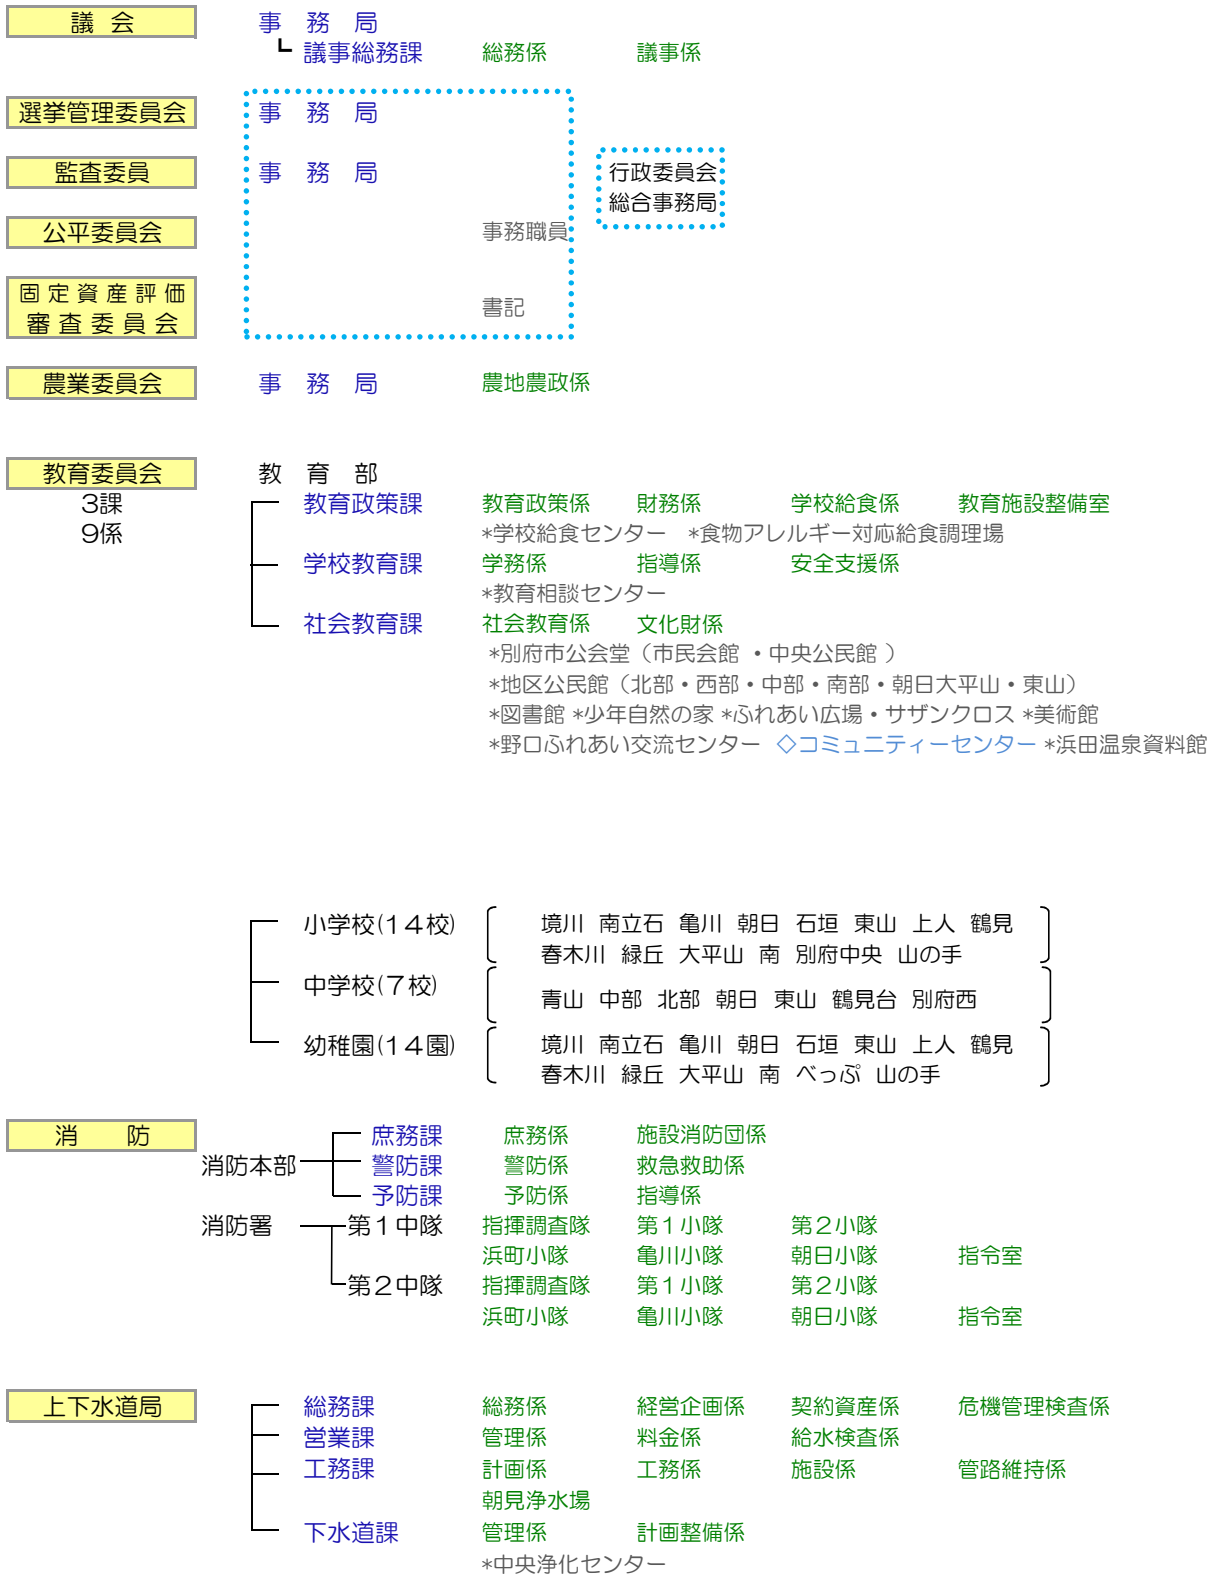 議 会　事 務 局
議事総務課　総務係　議事係
選挙管理委員会　事 務 局
監査委員　事 務 局　行政委員会
総合事務局
公平委員会　事務職員
固定資産評価
審査委員会　書記
農業委員会　事 務 局　農地農政係
教育委員会　教 育 部
3課　教育政策課　教育政策係　財務係　学校給食係　教育施設整備室
9係　*学校給食センター　*食物アレルギー対応給食調理場
学校教育課　学務係　指導係　安全支援係
*教育相談センター
社会教育課　社会教育係　文化財係
*別府市公会堂（市民会館 ・中央公民館 ）
*地区公民館（北部・西部・中部・南部・朝日大平山・東山）
*図書館 *少年自然の家 *ふれあい広場・サザンクロス *美術館
*野口ふれあい交流センター　◇コミュニティーセンター *浜田温泉資料館
小学校(１４校)　境川 南立石 亀川 朝日 石垣 東山 上人 鶴見
春木川 緑丘 大平山 南 別府中央 山の手
中学校(７校)　青山 中部 北部 朝日 東山 鶴見台 別府西
幼稚園(１４園)　境川 南立石 亀川 朝日 石垣 東山 上人 鶴見
春木川 緑丘 大平山 南 べっぷ 山の手
消　防　庶務課　庶務係　施設消防団係
消防本部　警防課　警防係　救急救助係
予防課　予防係　指導係
消防署　第１中隊　指揮調査隊　第１小隊　第２小隊
浜町小隊　亀川小隊　朝日小隊　指令室
第２中隊　指揮調査隊　第１小隊　第２小隊
浜町小隊　亀川小隊　朝日小隊　指令室
上下水道局　総務課　総務係　経営企画係　契約資産係　危機管理検査係
営業課　管理係　料金係　給水検査係
工務課　計画係　工務係　施設係　管路維持係
朝見浄水場
下水道課　管理係　計画整備係
*中央浄化センター